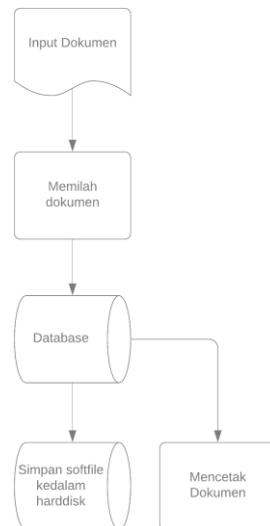 Input Dokumen
Memilah
dokumen
Database
Simpan softfile
kedalam
harddisk
Mencetak
Dokumen